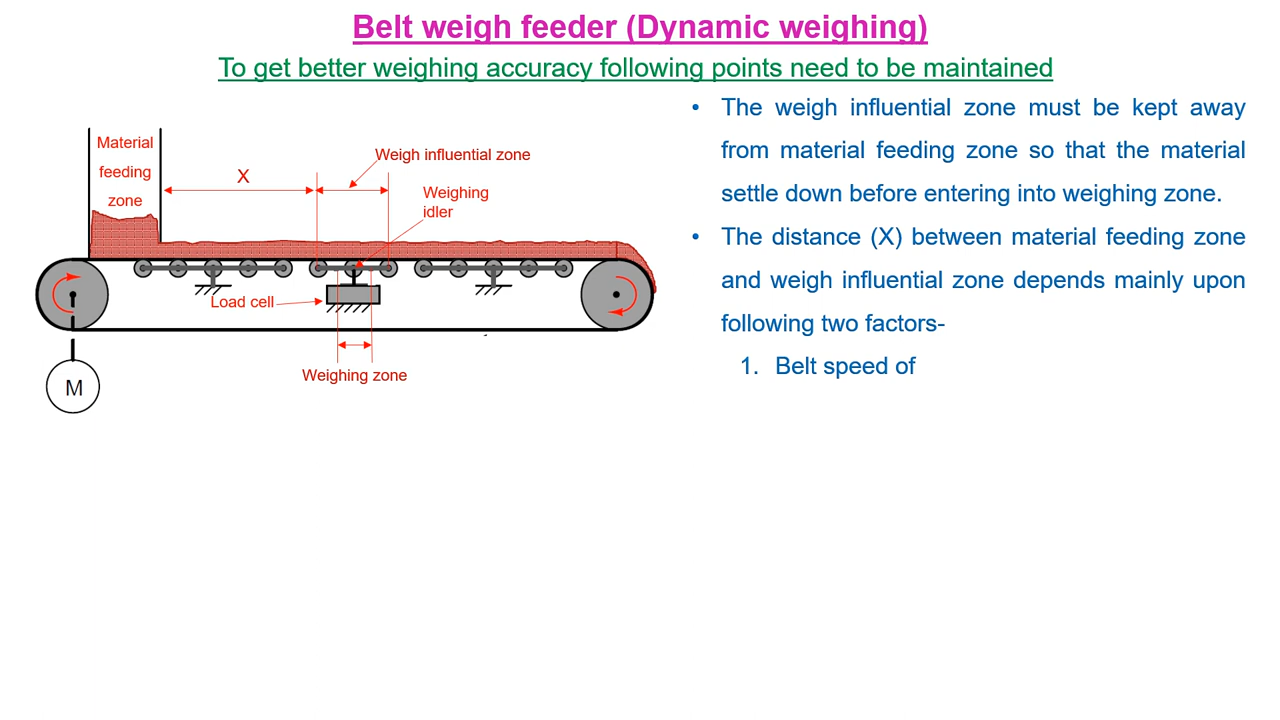 Belt weigh feeder (Dynamic weighing)
To get better weighing accuracy following points need to be maintained
Material
feeding
zone
X
Weigh influential zone
Weighing
idler
Load cell
Weighing zone
M
• The weigh influential zone must be kept away
from material feeding zone so that the material
settle down before entering into weighing zone.
• The distance (X) between material feeding zone
and weigh influential zone depends mainly upon
following two factors-
1. Belt speed of